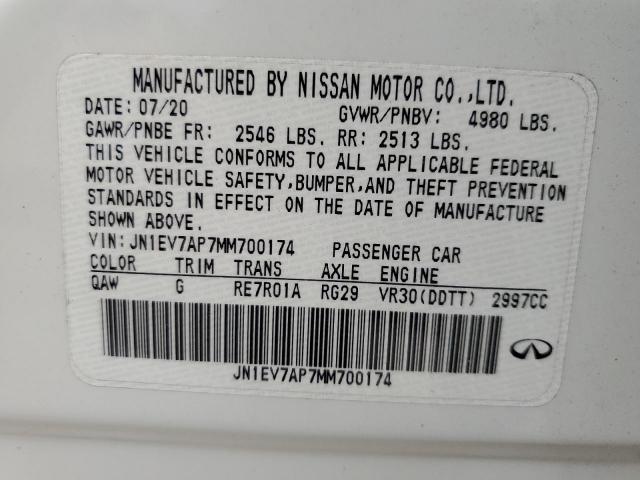 MANUFACTURED BY NISSAN MOTOR CO.,LTD.
DATE: 07/20 GVWR/PNBV: 4980 LBS.
GAWR/PNBE FR: 2546 LBS. RR: 2513 LBS.
THIS VEHICLE CONFORMS TO ALL APPLICABLE FEDERAL
MOTOR VEHICLE SAFETY,BUMPER,AND THEFT PREVENTION
STANDARDS IN EFFECT ON THE DATE OF MANUFACTURE
SHOWN ABOVE.
VIN:JN1EV7AP7MM700174 PASSENGER CAR
COLOR TRIM TRANS AXLE ENGINE
QAW G RE7R01A RG29 VR30(DDTT) 2997CC
JN1EV7AP7MM700174